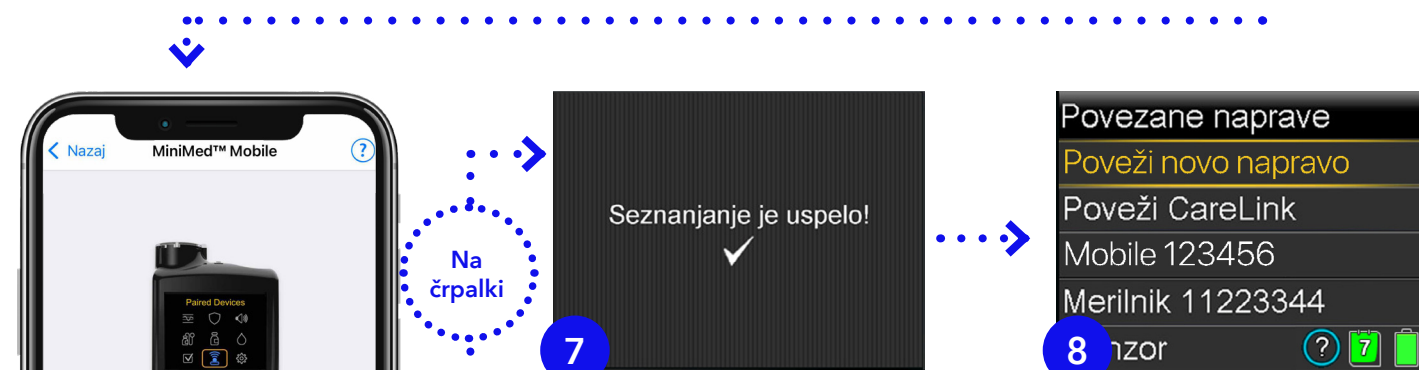 Nazaj MiniMed™ Mobile ?
Paired Devices
Na
črpalki
Seznanjanje je uspelo!
7
Povezane naprave
Poveži novo napravo
Poveži CareLink
Mobile 123456
Merilnik 11223344
nzor ? 7
8